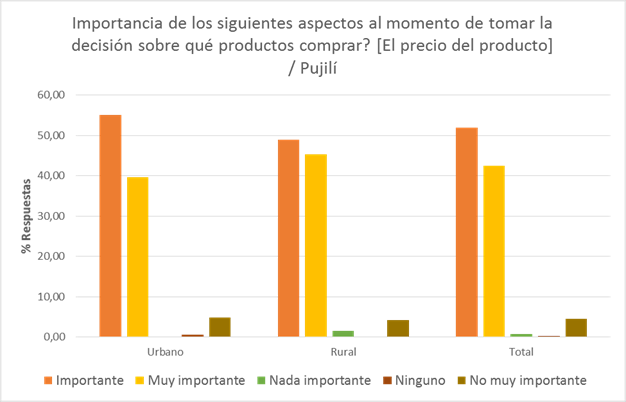 Importancia de los siguientes aspectos al momento de tomar la
decisión sobre qué productos comprar? [El precio del producto]
/ Pujilí
60,00
50,00
40,00
30,00
20,00
10,00
0,00
% Respuestas
Urbano Rural Total
Importante Muy importante Nada importante Ninguno No muy importante